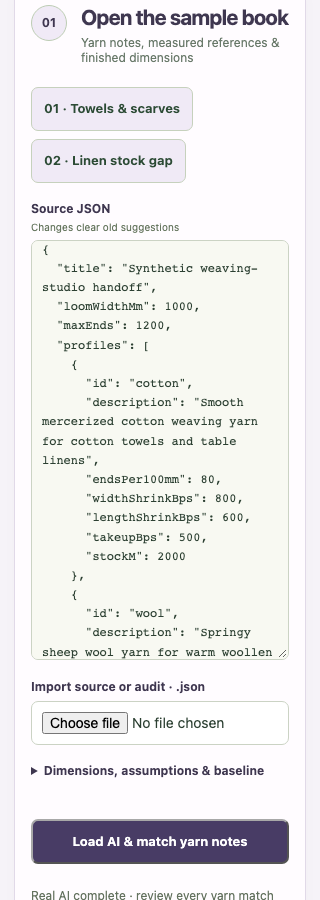 01
Open the sample book
Yarn notes, measured references &
finished dimensions
01 · Towels & scarves
02 · Linen stock gap
Source JSON
Changes clear old suggestions
{
"title": "Synthetic weaving-
studio handoff",
"loomWidthMm": 1000,
"maxEnds": 1200,
"profiles": [
{
"id": "cotton",
"description": "Smooth
mercerized cotton weaving yarn
for cotton towels and table
linens",
"endsPer100mm": 80,
"widthShrinkBps": 800,
"lengthShrinkBps": 600,
"takeupBps": 500,
"stockM": 2000
},
{
"id": "wool",
"description": "Springy
sheep wool yarn for warm woollen
Import source or audit · .json
Choose file No file chosen
▶ Dimensions, assumptions & baseline
Load AI & match yarn notes
Real AI complete · review every yarn match